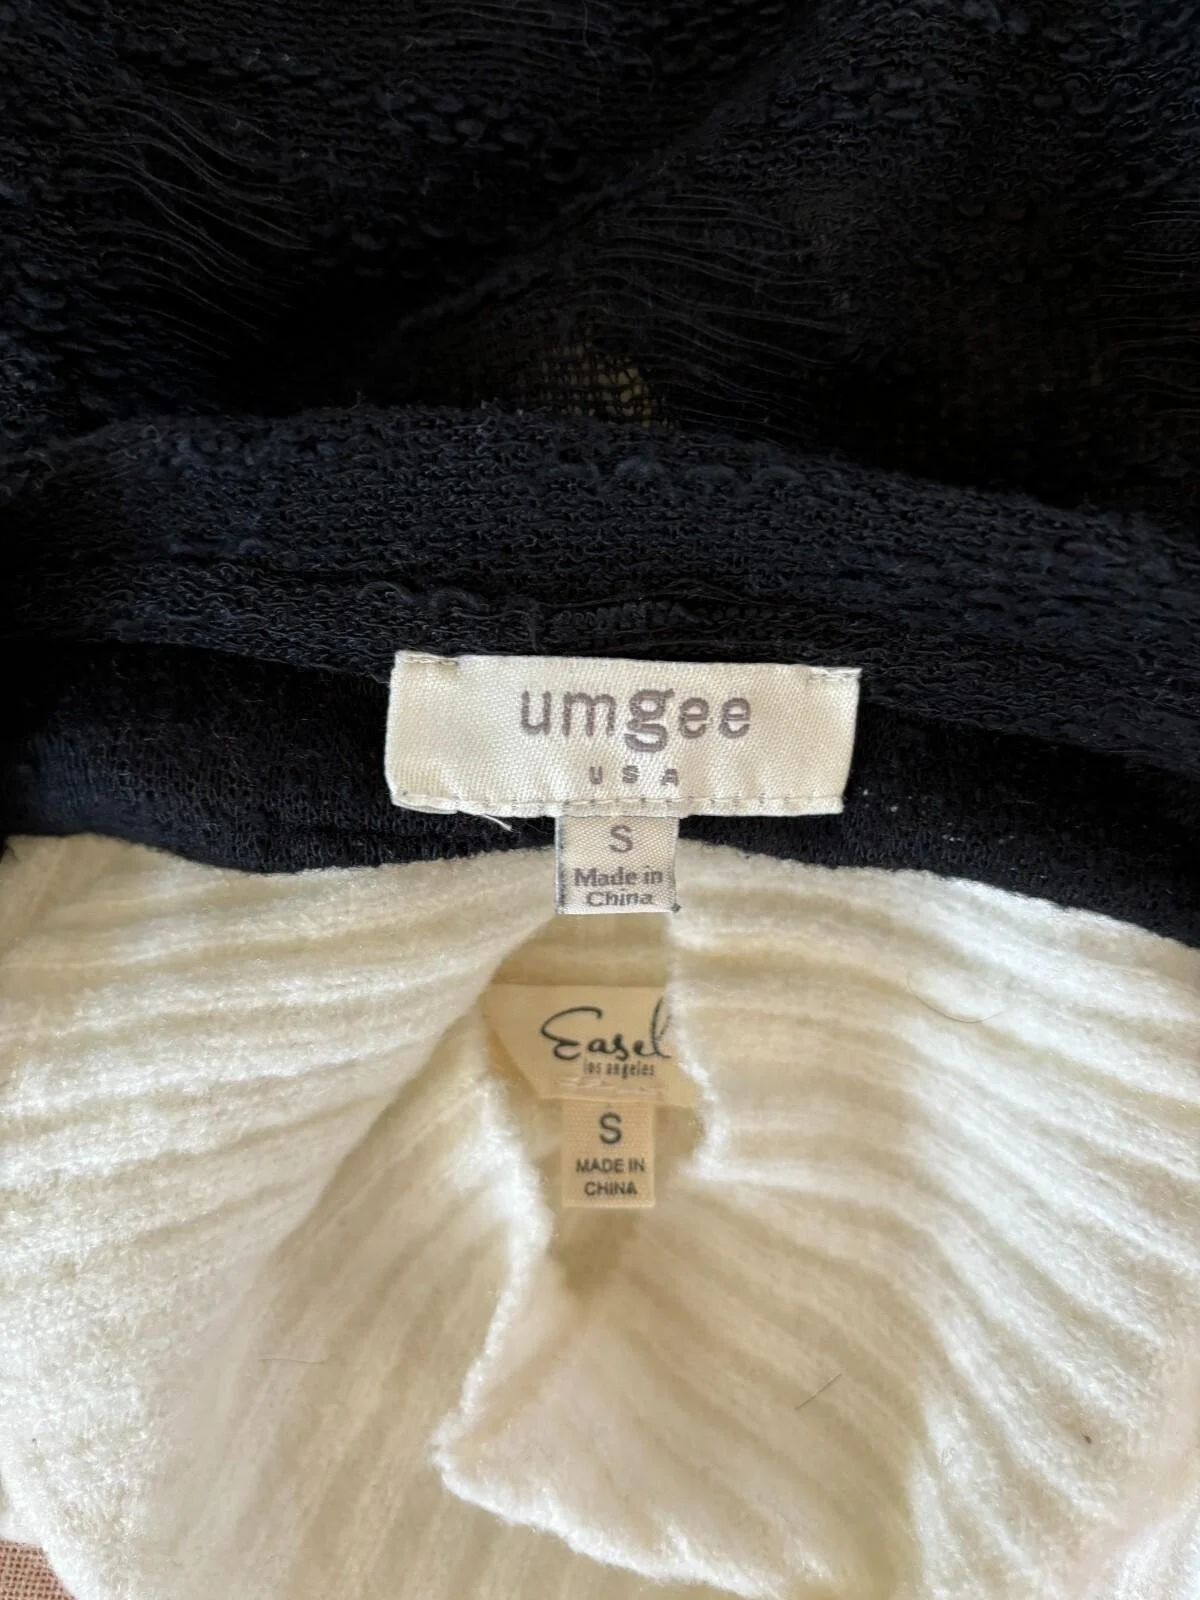 umgee
USA
S
Made in
China
Easel
los angeles
S
MADE IN
CHINA